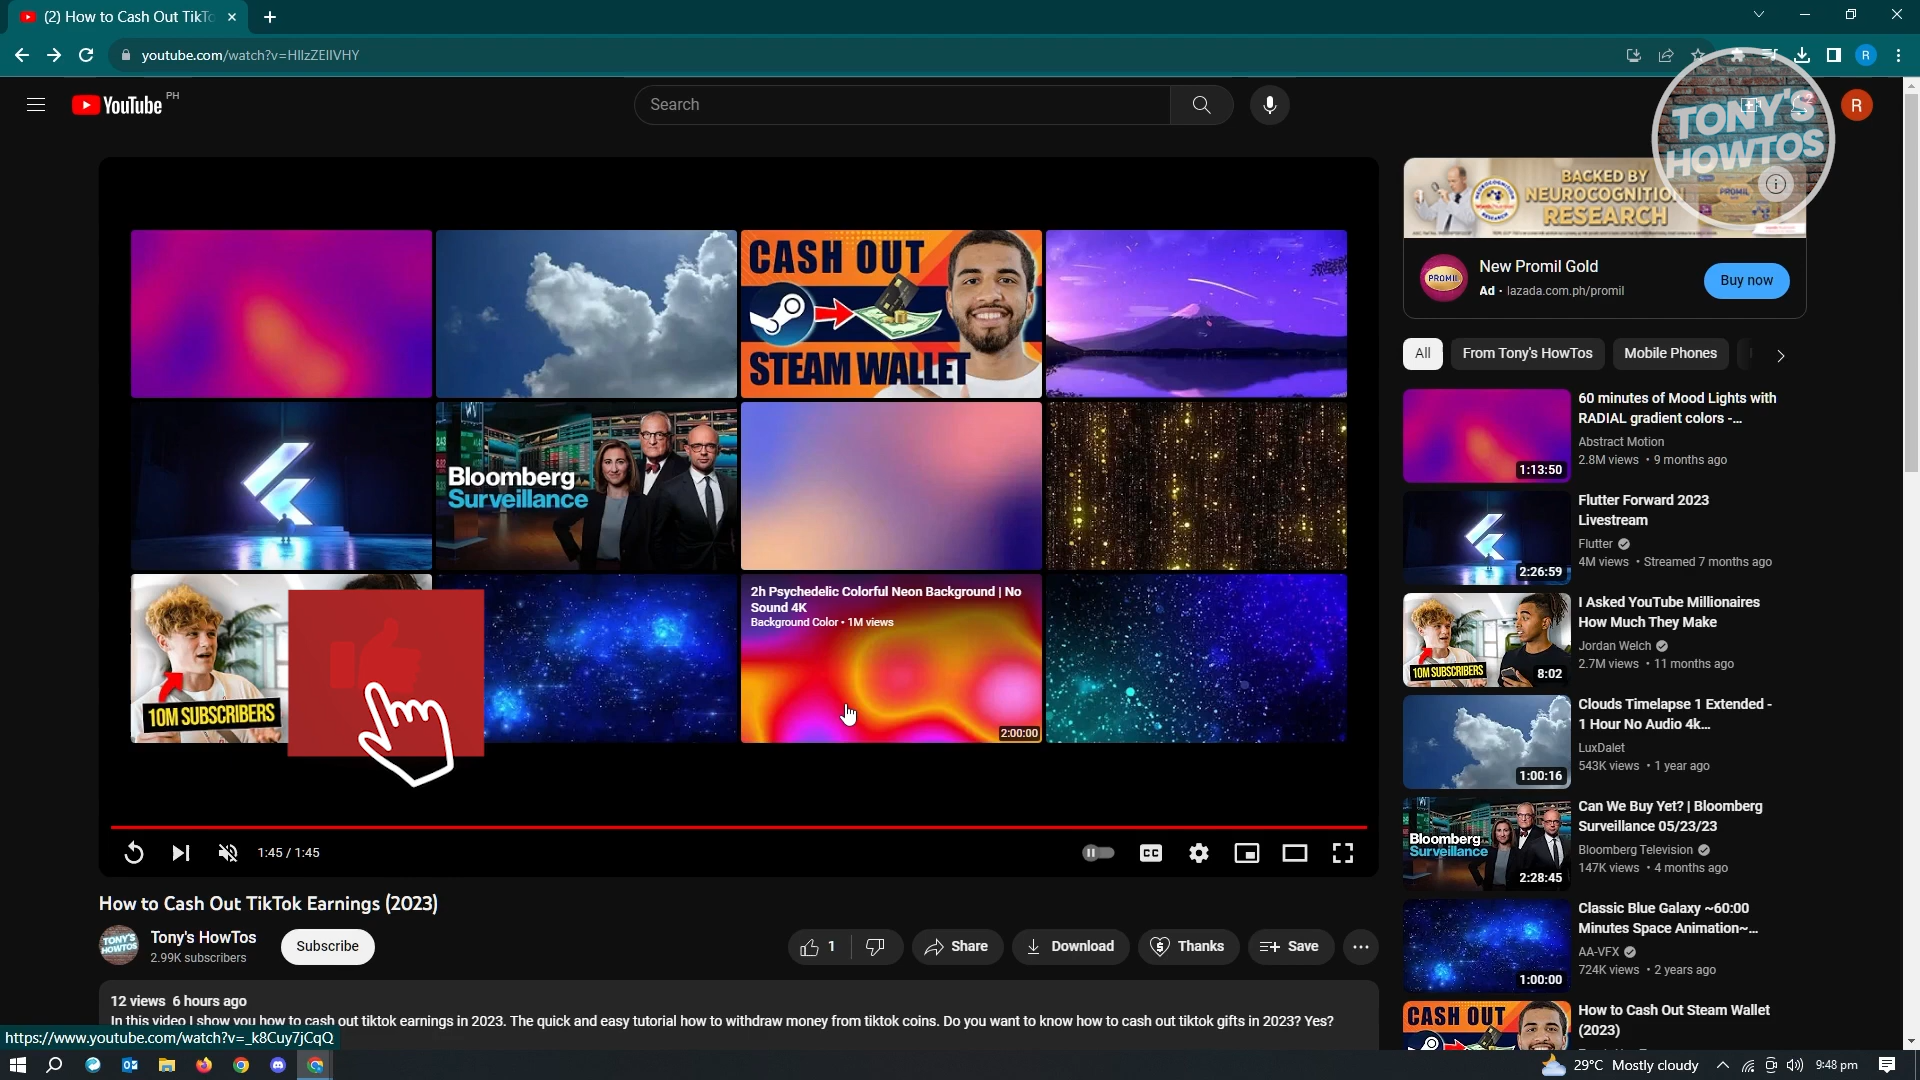 (2) How to Cash Out TikTo
youtube.com/watch?v=HIlzZEIIVHY
R
YouTube PH
Search
R
TONY'S
HOWTOS
BACKED BY
NEUROCOGNITION
RESEARCH
PROMIL
New Promil Gold
Ad · lazada.com.ph/promil
Buy now
CASH OUT
STEAM WALLET
Bloomberg
Surveillance
10M SUBSCRIBERS
2h Psychedelic Colorful Neon Background | No
Sound 4K
Background Color • 1M views
2:00:00
1:45 / 1:45
CC
All
From Tony's HowTos
Mobile Phones
60 minutes of Mood Lights with
RADIAL gradient colors -...
Abstract Motion
2.8M views • 9 months ago
1:13:50
Flutter Forward 2023
Livestream
Flutter
4M views • Streamed 7 months ago
2:26:59
I Asked YouTube Millionaires
How Much They Make
Jordan Welch
2.7M views • 11 months ago
10M SUBSCRIBERS
8:02
Clouds Timelapse 1 Extended -
1 Hour No Audio 4k...
LuxDalet
543K views • 1 year ago
1:00:16
Can We Buy Yet? | Bloomberg
Surveillance 05/23/23
Bloomberg Television
147K views • 4 months ago
Bloomberg
Surveillance
2:28:45
Classic Blue Galaxy ~60:00
Minutes Space Animation~...
AA-VFX
724K views • 2 years ago
1:00:00
How to Cash Out Steam Wallet
(2023)
CASH OUT
How to Cash Out TikTok Earnings (2023)
TONY'S
HOWTOS
Tony's HowTos
2.99K subscribers
Subscribe
1
Share
Download
Thanks
Save
12 views 6 hours ago
In this video I show you how to cash out tiktok earnings in 2023. The quick and easy tutorial how to withdraw money from tiktok coins. Do you want to know how to cash out tiktok gifts in 2023? Yes?
https://www.youtube.com/watch?v=_k8Cuy7jCqQ
29°C Mostly cloudy
9:48 pm